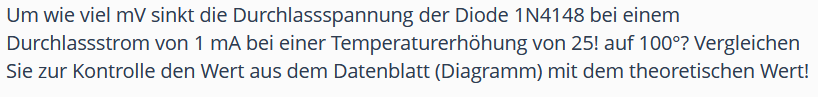 Um wie viel mV sinkt die Durchlassspannung der Diode 1N4148 bei einem
Durchlassstrom von 1 mA bei einer Temperaturerhöhung von 25! auf 100°? Vergleichen
Sie zur Kontrolle den Wert aus dem Datenblatt (Diagramm) mit dem theoretischen Wert!